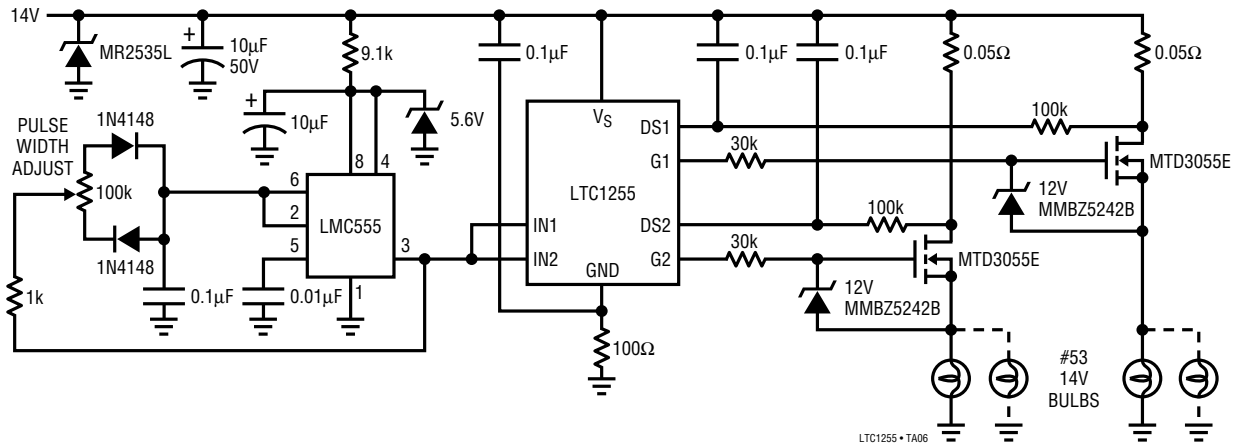 14V
MR2535L
+
10µF
50V
9.1k
0.1µF
0.1µF
0.1µF
0.05Ω
0.05Ω
PULSE
WIDTH
ADJUST
1N4148
100k
1N4148
+
10µF
5.6V
8
4
6
2
5
3
1
LMC555
VS
DS1
G1
LTC1255
DS2
G2
IN1
IN2
GND
100k
30k
MTD3055E
12V
MMBZ5242B
100k
30k
MTD3055E
12V
MMBZ5242B
1k
0.1µF
0.01µF
100Ω
#53
14V
BULBS
LTC1255 • TA06